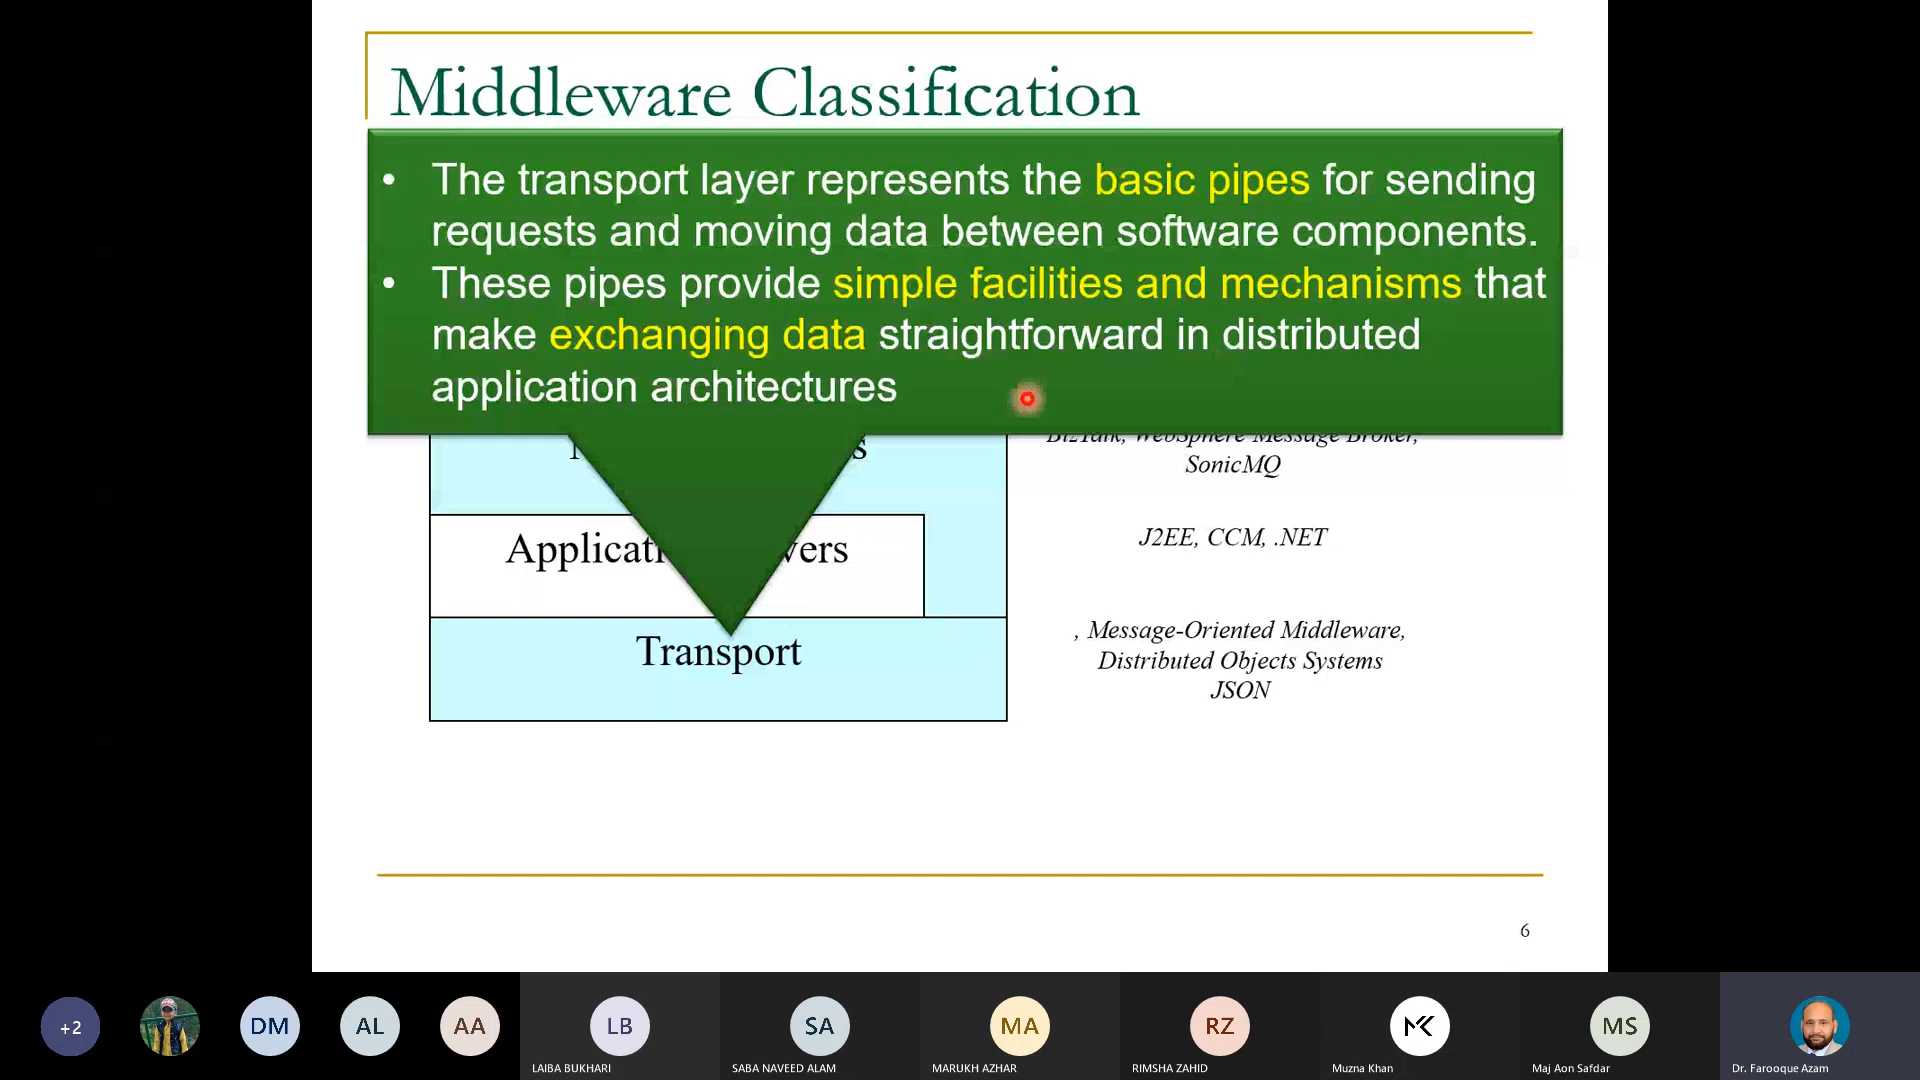 Middleware Classification
• The transport layer represents the basic pipes for sending
requests and moving data between software components.
• These pipes provide simple facilities and mechanisms that
make exchanging data straightforward in distributed
application architectures
BizTalk, WebSphere Message Broker,
SonicMQ
J2EE, CCM, .NET
Transport
, Message-Oriented Middleware,
Distributed Objects Systems
JSON
6
+2
DM
AL
AA
LB
LAIBA BUKHARI
SA
SABA NAVEED ALAM
MA
MARUKH AZHAR
RZ
RIMSHA ZAHID
MK
Muzna Khan
MS
Maj Aon Safdar
Dr. Farooque Azam